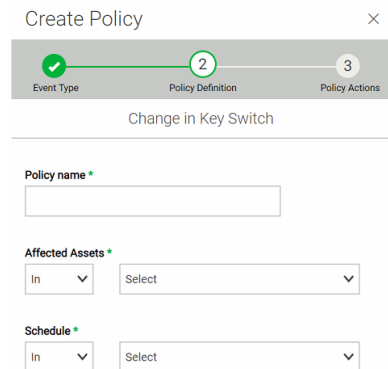 Create Policy
2
3
Event Type
Policy Definition
Policy Actions
Change in Key Switch
Policy name *
Affected Assets *
In
Select
Schedule *
In
Select